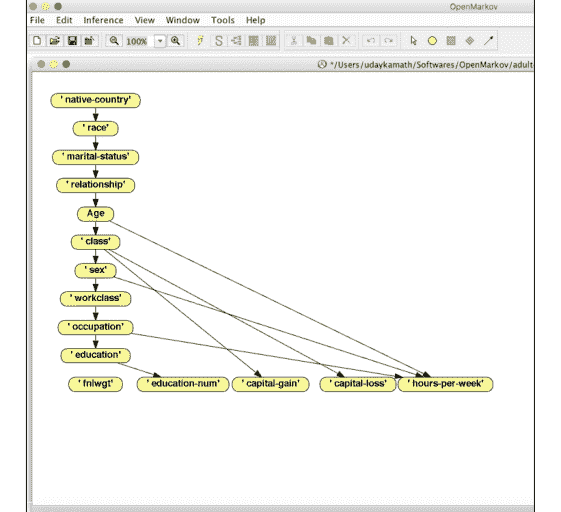 OpenMarkov
File Edit Inference View Window Tools Help
100%
*/Users/udaykamath/Softwares/OpenMarkov/adult
' native-country'
' race'
' marital-status'
' relationship'
Age
' class'
' sex'
' workclass'
' occupation'
' education'
' fnlwgt' ' education-num' ' capital-gain' ' capital-loss' ' hours-per-week'